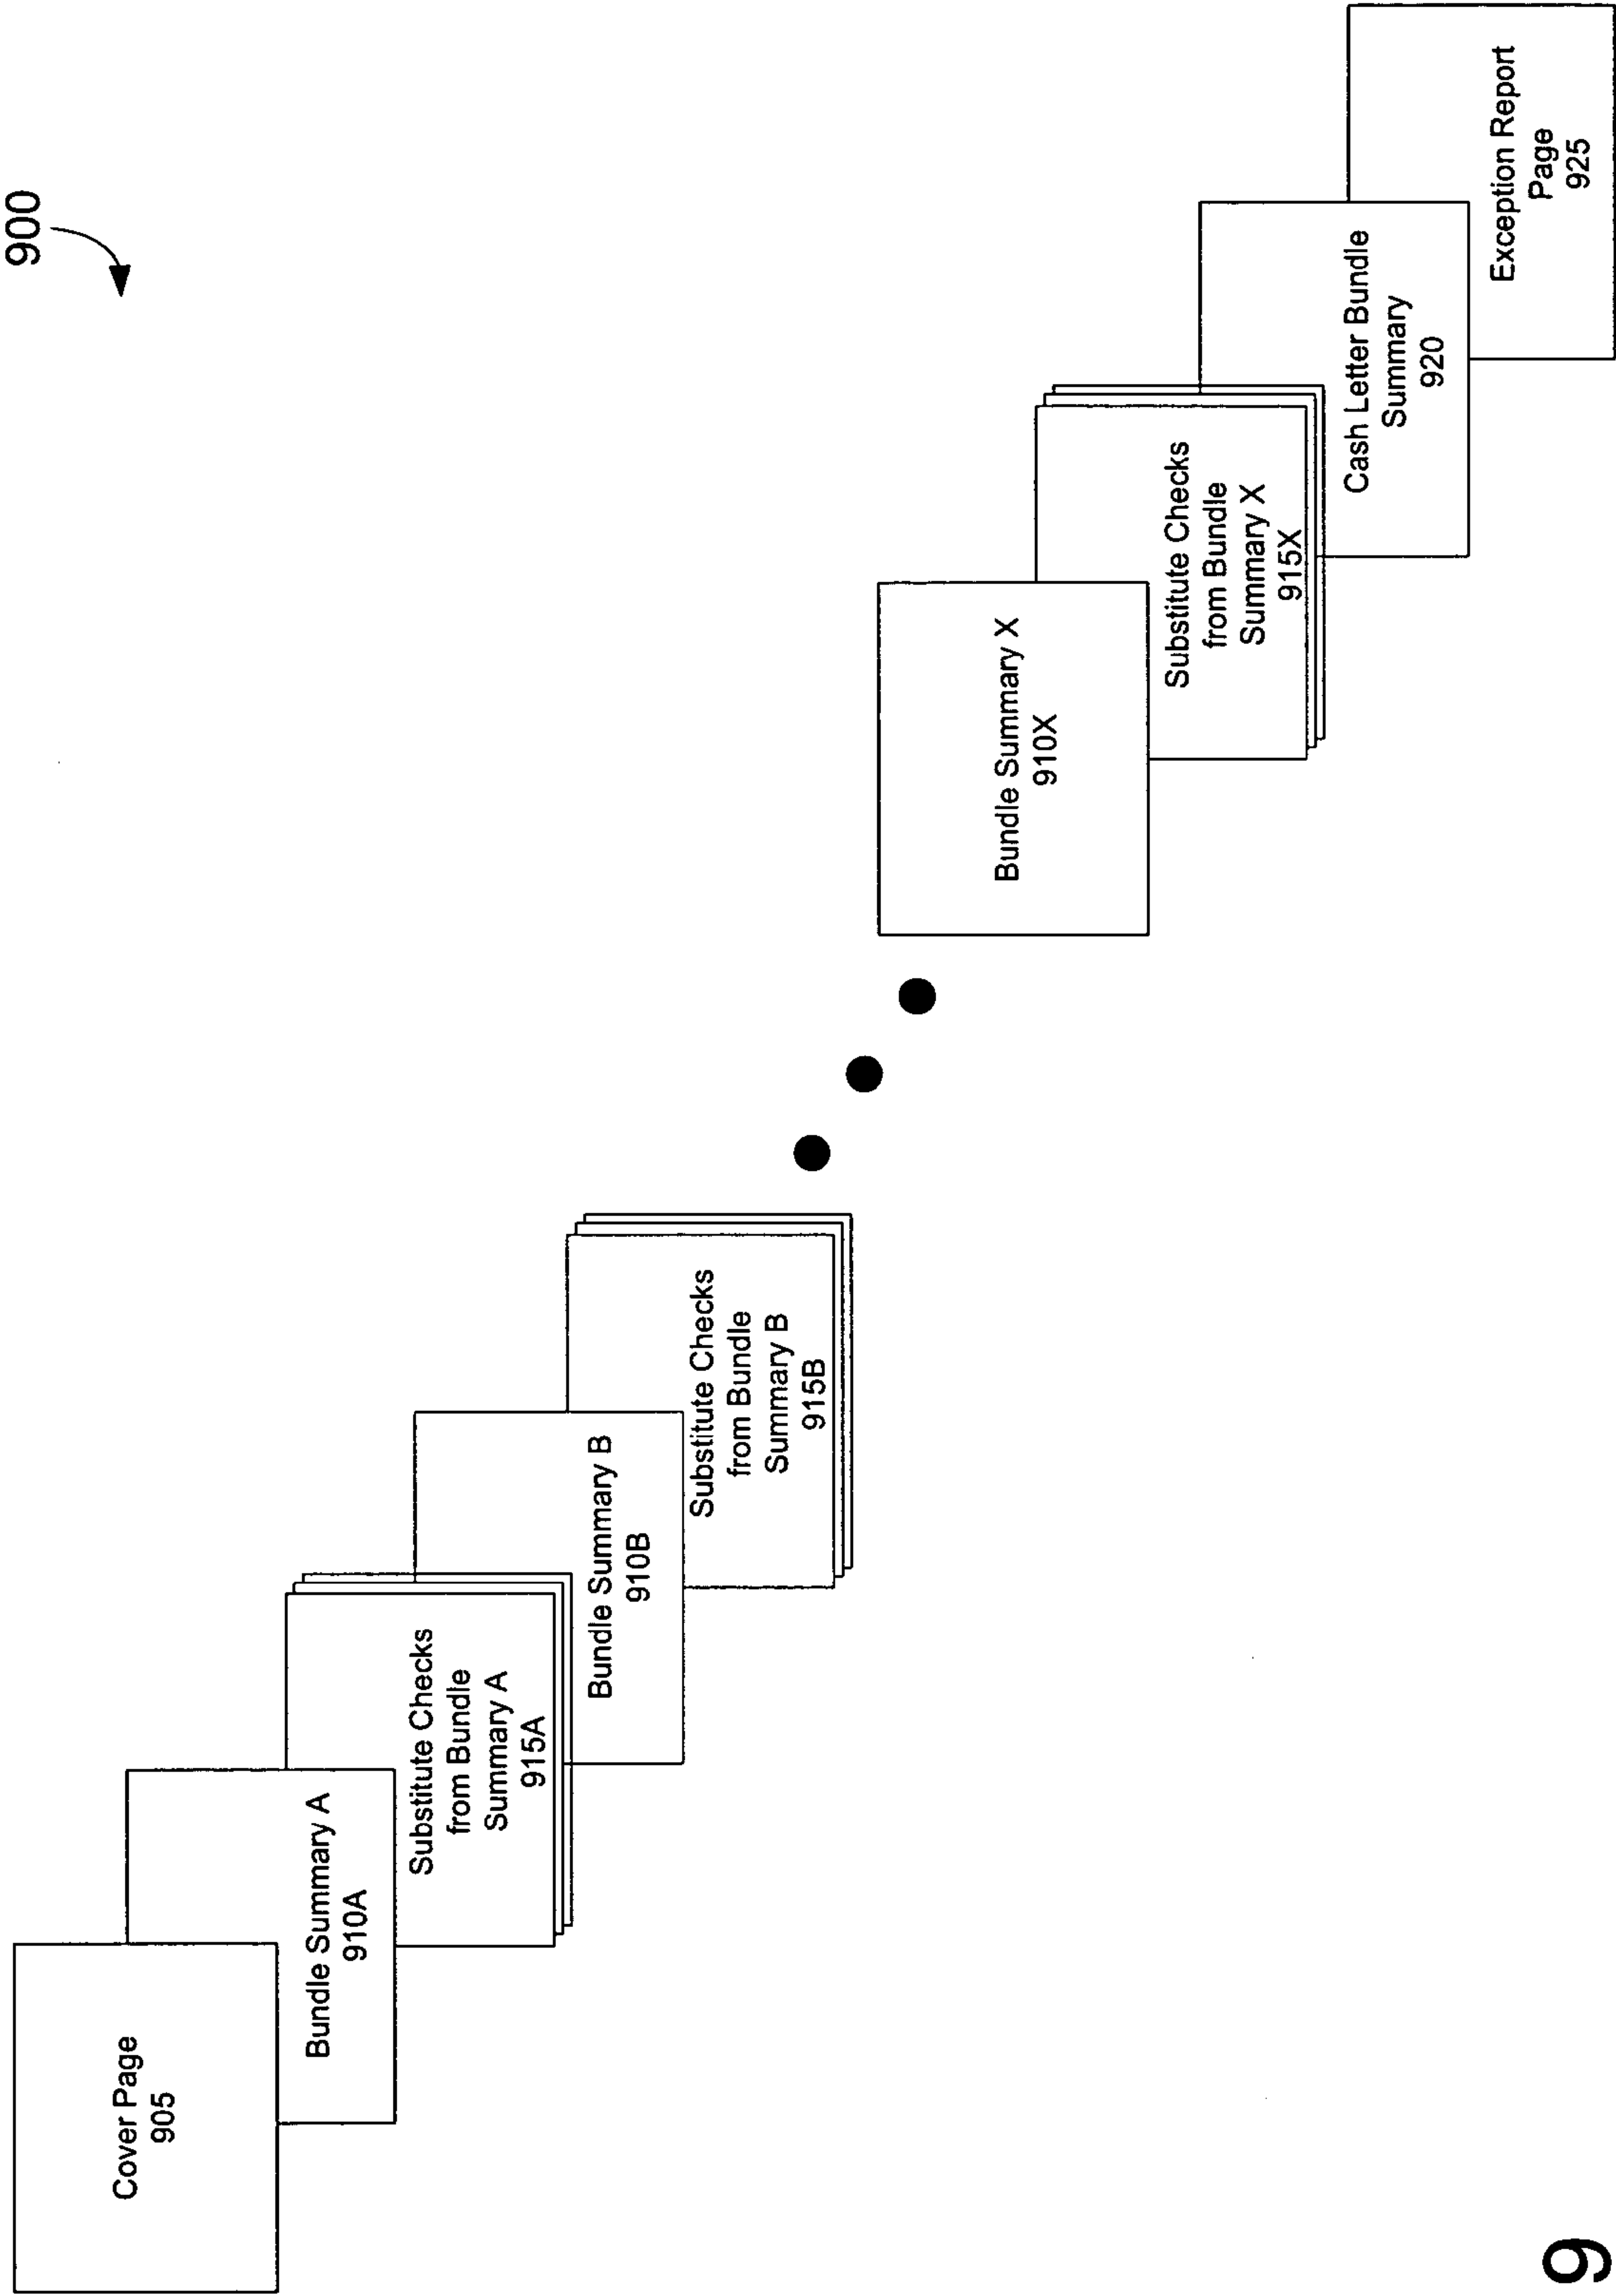 900
Cover Page
905
Bundle Summary A
910A
Substitute Checks
from Bundle
Summary A
915A
Bundle Summary B
910B
Substitute Checks
from Bundle
Summary B
915B
Bundle Summary X
910X
Substitute Checks
from Bundle
Summary X
915X
Cash Letter Bundle
Summary
920
Exception Report
Page
925
9